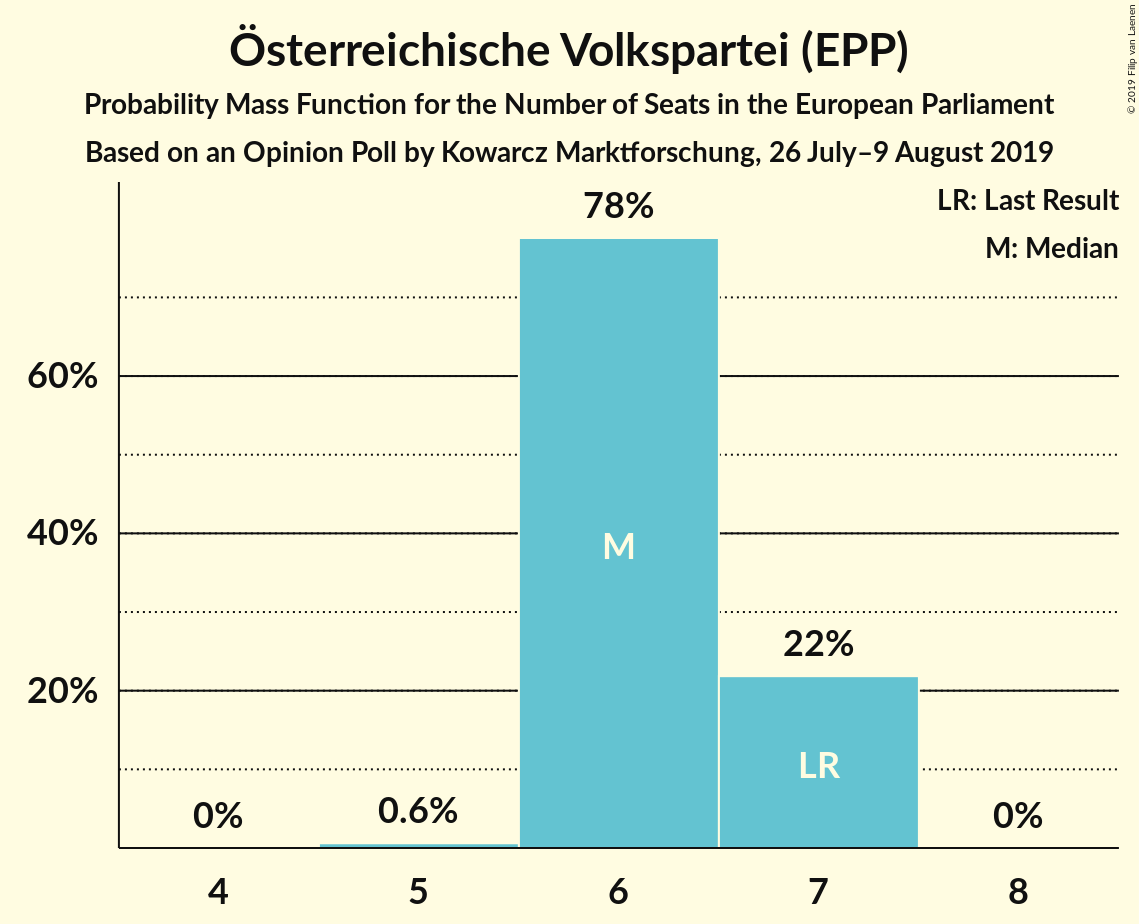 Österreichische Volkspartei (EPP)
Probability Mass Function for the Number of Seats in the European Parliament
Based on an Opinion Poll by Kowarcz Marktforschung, 26 July–9 August 2019
© 2019 Filip van Laenen
LR: Last Result
M: Median
78%
60%
40%
20%
M
22%
LR
0%
0.6%
0%
4
5
6
7
8